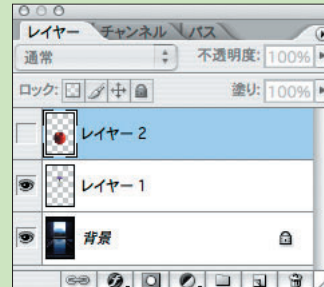 レイヤー チャンネル パス
通常 不透明度: 100%
ロック: 塗り: 100%
レイヤー 2
レイヤー 1
背景